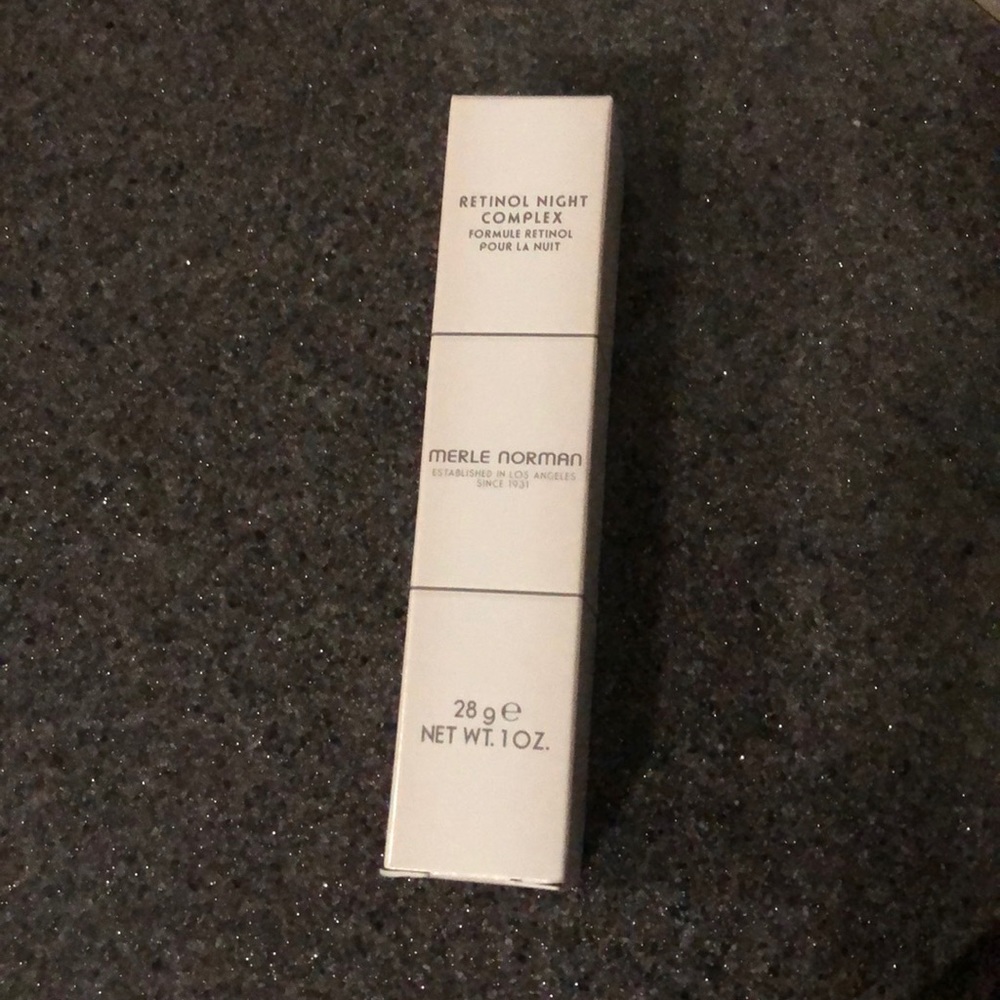 RETINOL NIGHT
COMPLEX
FORMULE RETINOL
POUR LA NUIT
MERLE NORMAN
ESTABLISHED IN LOS ANGELES
SINCE 1931
28 g ℮
NET WT. 1 OZ.